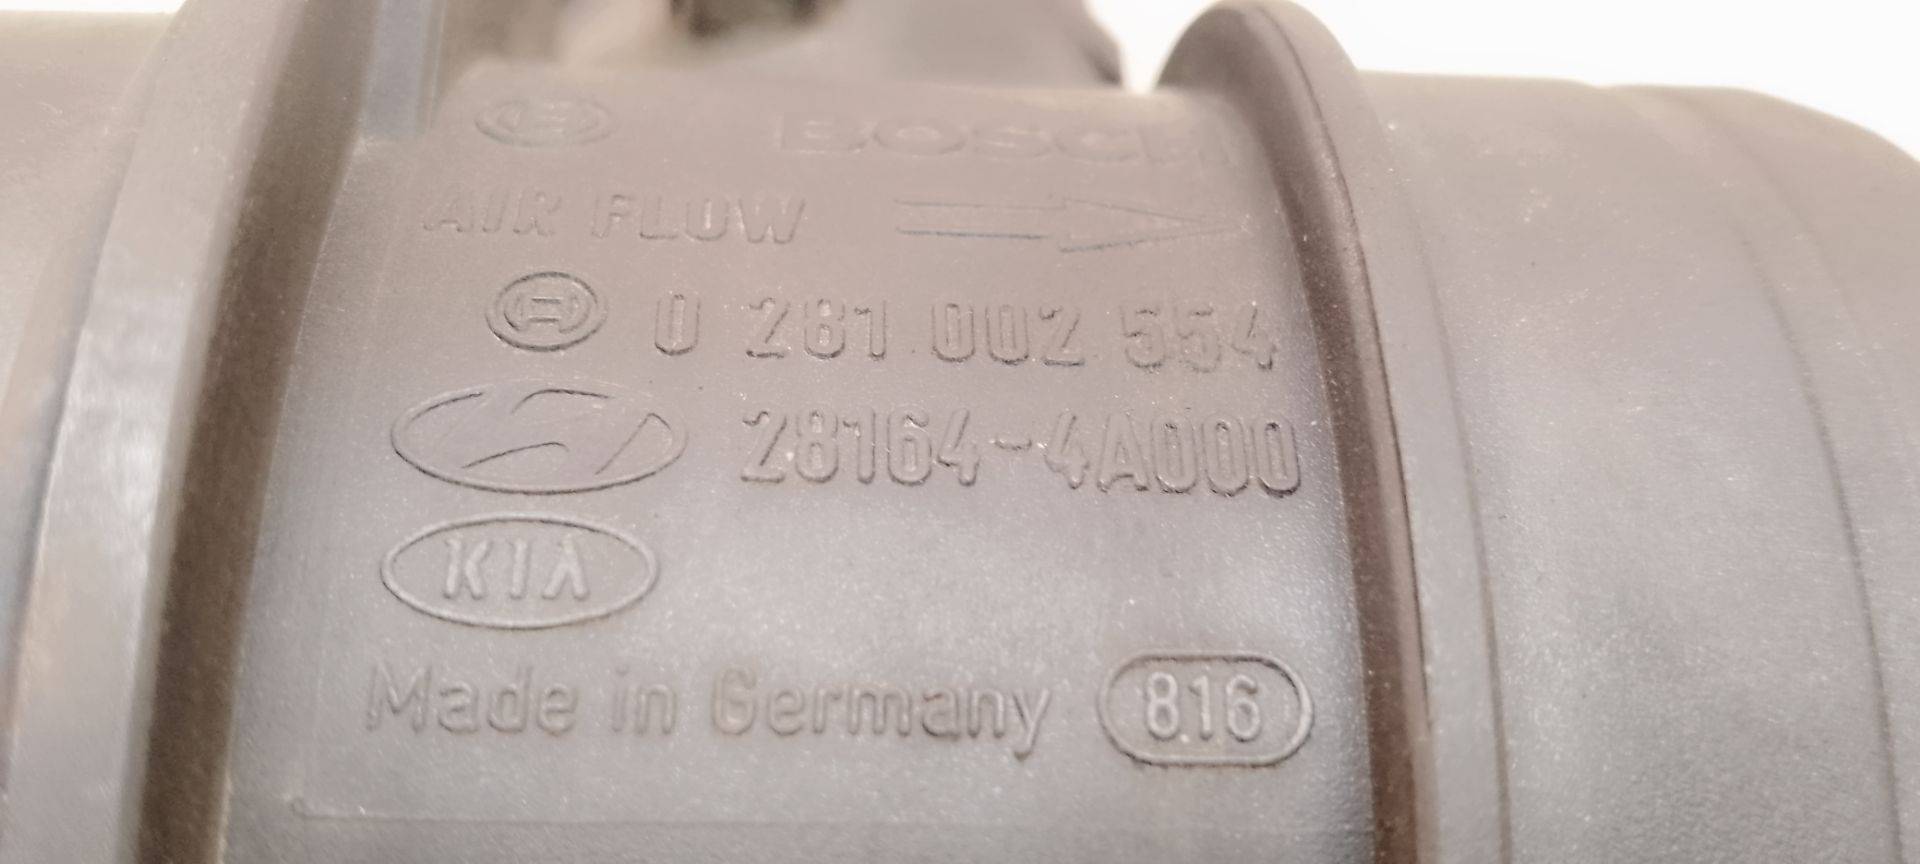 BOSCH
AIR FLOW
0 281 002 554
28164-4A000
KIA
Made in Germany 816